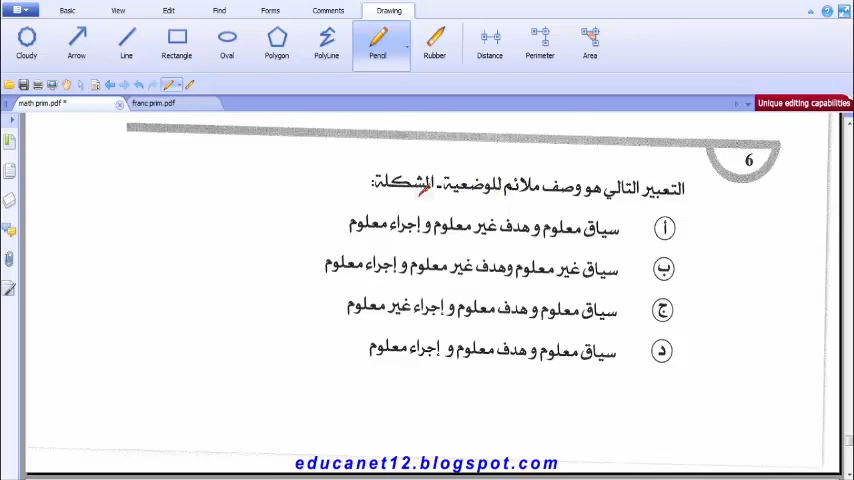 Basic View Edit Find Forms Comments Drawing
Cloudy Arrow Line Rectangle Oval Polygon PolyLine Pencil Rubber Distance Perimeter Area
math prim.pdf * franc prim.pdf Unique editing capabilities
6
التعبير التالي هو وصف ملائم للوضعية ـ المشكلة:
أ سياق معلوم و هدف غير معلوم و إجراء معلوم
ب سياق غير معلوم وهدف غير معلوم و إجراء معلوم
ج سياق معلوم و هدف معلوم و إجراء غير معلوم
د سياق معلوم و هدف معلوم و إجراء معلوم
educanet12.blogspot.com